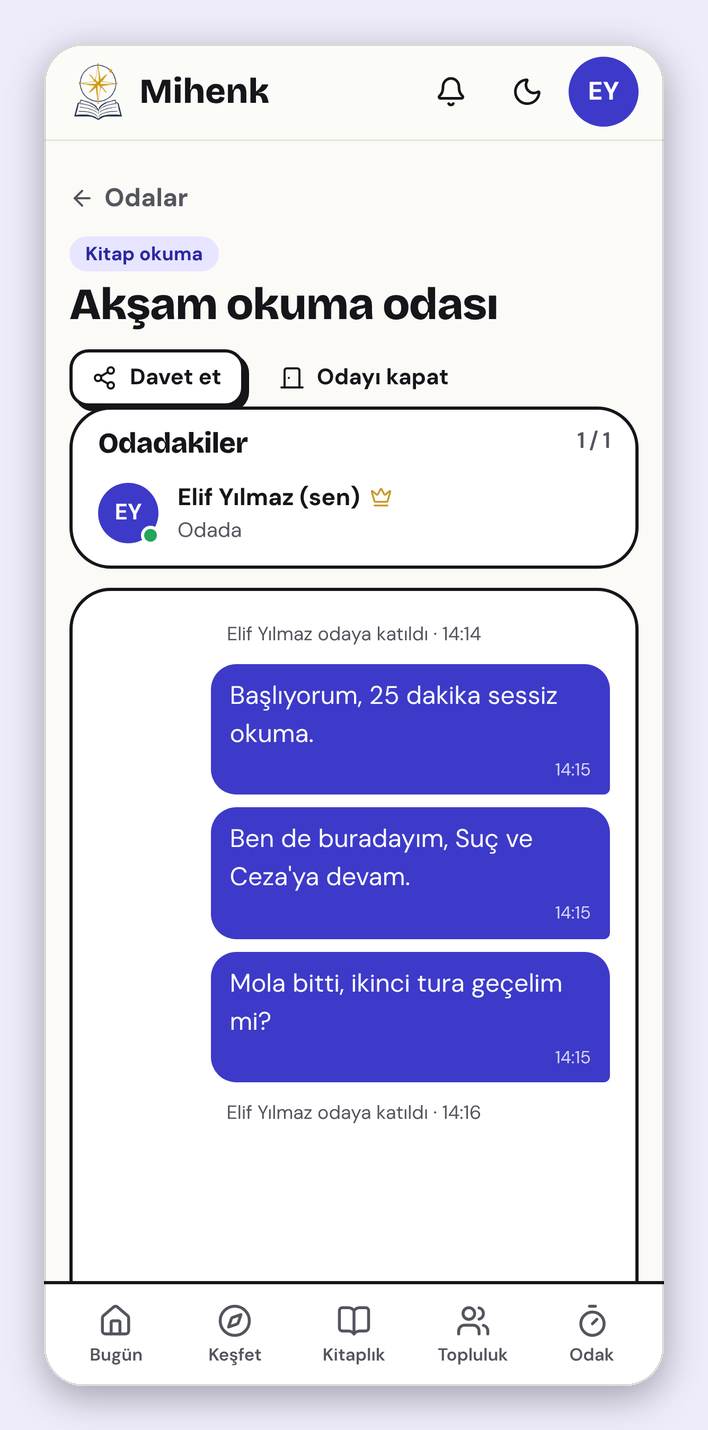 Mihenk
EY
Odalar
Kitap okuma
Akşam okuma odası
Davet et
Odayı kapat
Odadakiler
1 / 1
EY
Elif Yılmaz (sen)
Odada
Elif Yılmaz odaya katıldı · 14:14
Başlıyorum, 25 dakika sessiz
okuma.
14:15
Ben de buradayım, Suç ve
Ceza'ya devam.
14:15
Mola bitti, ikinci tura geçelim
mi?
14:15
Elif Yılmaz odaya katıldı · 14:16
Bugün
Keşfet
Kitaplık
Topluluk
Odak